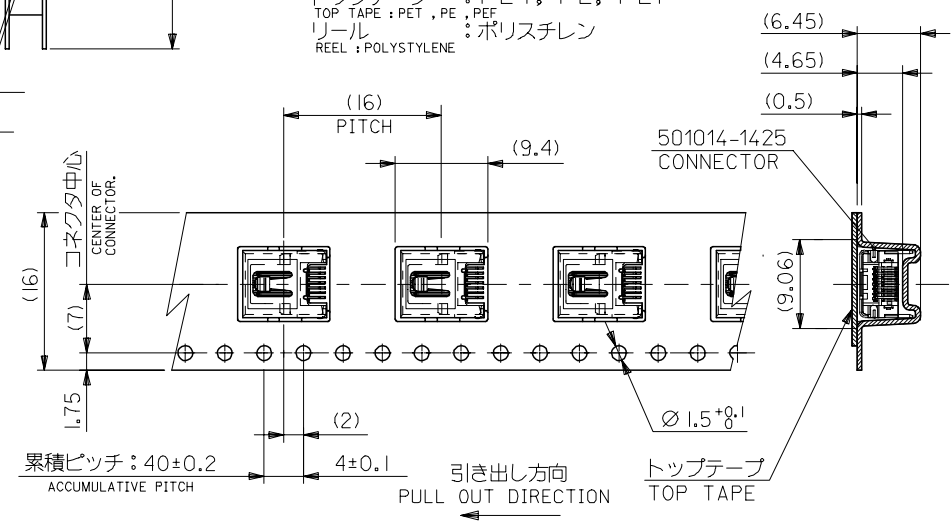 TOP TAPE : PET , PE , PEF
リール : ポリスチレン
REEL : POLYSTYLENE
(6.45)
(4.65)
(0.5)
(16)
PITCH
(9.4)
501014-1425
CONNECTOR
コネクタ中心
CENTER OF
CONNECTOR.
(16)
(7)
1.75
(9.06)
(2)
Ø 1.5 +0.1 0
累積ピッチ : 40±0.2
ACCUMULATIVE PITCH
4±0.1
引き出し方向
PULL OUT DIRECTION
トップテープ
TOP TAPE